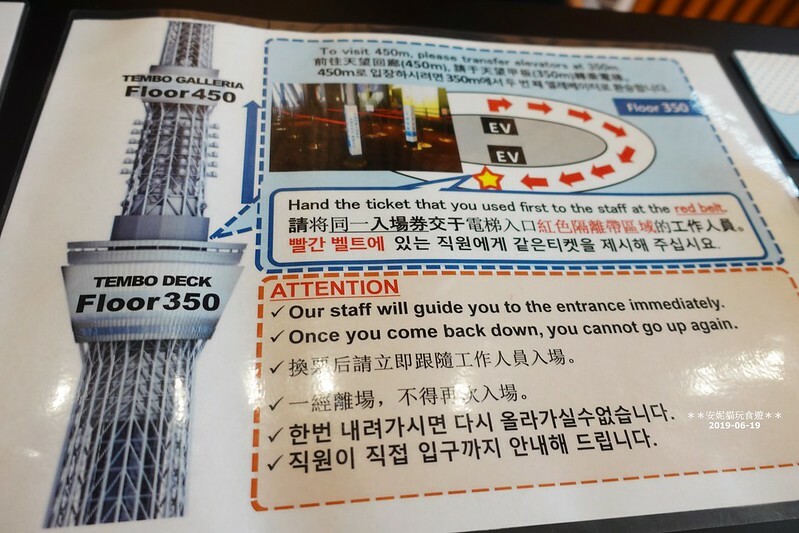 To visit 450m, please transfer elevators at 350m.
前往天望回廊(450m), 請于天望甲板(350m)轉乘電梯.
450m로 입장하시려면 350m에서 두 번째 엘레베이터로 환승합니다.
TEMBO GALLERIA
Floor 450
Floor 350
EV
EV
Hand the ticket that you used first to the staff at the red belt.
請将同一入場券交于電梯入口紅色隔離帶區域的工作人員。
빨간 벨트에 있는 직원에게 같은티켓을 제시해 주십시요.
TEMBO DECK
Floor 350
ATTENTION
✓ Our staff will guide you to the entrance immediately.
✓ Once you come back down, you cannot go up again.
✓ 換票后請立即跟隨工作人員入場。
✓ 一經離場，不得再次入場。
✓ 한번 내려가시면 다시 올라가실수없습니다.
✓ 직원이 직접 입구까지 안내해 드립니다.
＊＊安妮貓玩食遊＊＊
2019-06-19